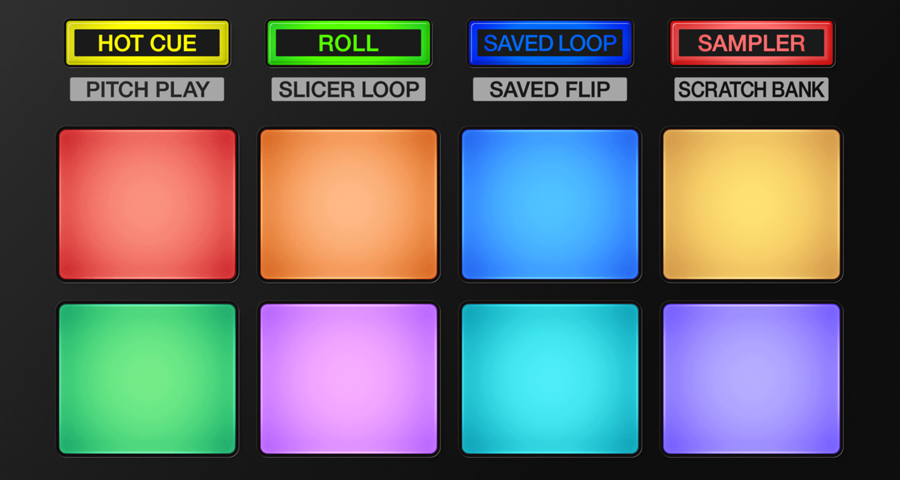 HOT CUE
ROLL
SAVED LOOP
SAMPLER
PITCH PLAY
SLICER LOOP
SAVED FLIP
SCRATCH BANK